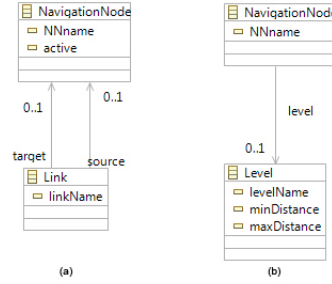 NavigationNode
NNname
active
0..1
0..1
target
source
Link
linkName
(a)
NavigationNode
NNname
level
0..1
Level
levelName
minDistance
maxDistance
(b)